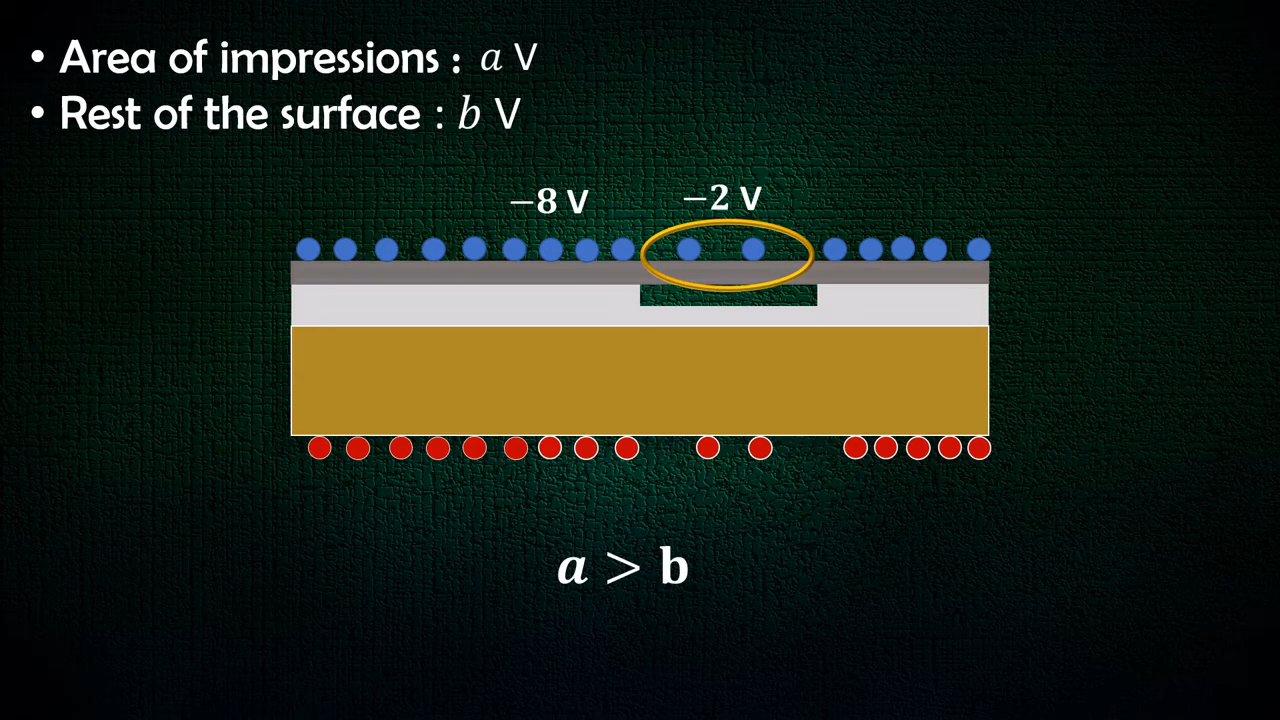 • Area of impressions : a V
• Rest of the surface : b V
−8 V −2 V
a > b